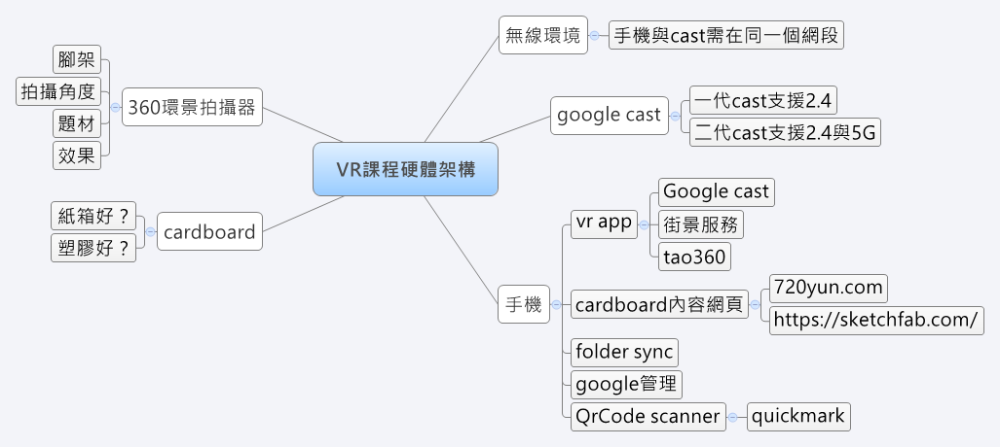 VR課程硬體架構
無線環境
手機與cast需在同一個網段
google cast
一代cast支援2.4
二代cast支援2.4與5G
手機
vr app
Google cast
街景服務
tao360
cardboard內容網頁
720yun.com
https://sketchfab.com/
folder sync
google管理
QrCode scanner
quickmark
360環景拍攝器
腳架
拍攝角度
題材
效果
cardboard
紙箱好？
塑膠好？